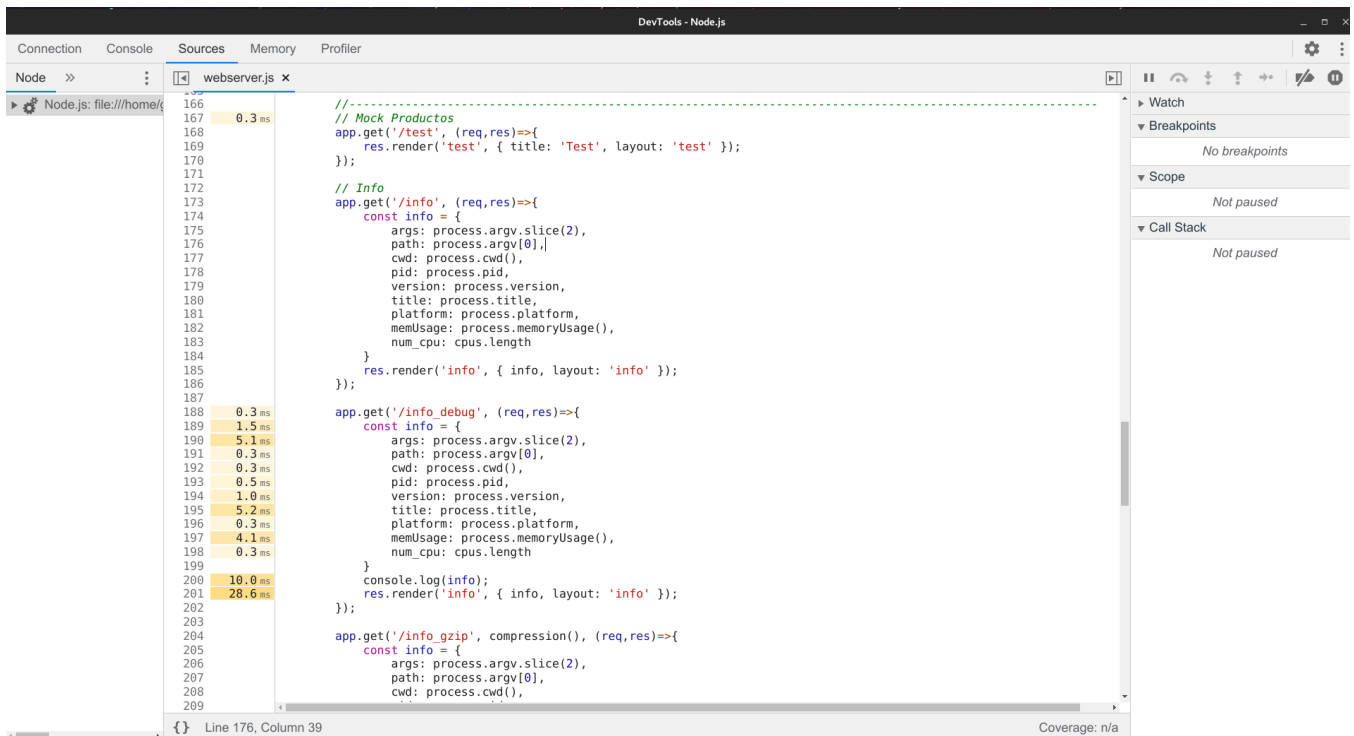 DevTools - Node.js
Connection Console Sources Memory Profiler
Node
webserver.js ×
Node.js: file:///home/g
166 //----------------------------------------------------------------------------------------------------------
167 0.3 ms // Mock Productos
168 app.get('/test', (req,res)=>{
169 res.render('test', { title: 'Test', layout: 'test' });
170 });
171
172 // Info
173 app.get('/info', (req,res)=>{
174 const info = {
175 args: process.argv.slice(2),
176 path: process.argv[0],
177 cwd: process.cwd(),
178 pid: process.pid,
179 version: process.version,
180 title: process.title,
181 platform: process.platform,
182 memUsage: process.memoryUsage(),
183 num_cpu: cpus.length
184 }
185 res.render('info', { info, layout: 'info' });
186 });
187
188 0.3 ms app.get('/info_debug', (req,res)=>{
189 1.5 ms const info = {
190 5.1 ms args: process.argv.slice(2),
191 0.3 ms path: process.argv[0],
192 0.3 ms cwd: process.cwd(),
193 0.5 ms pid: process.pid,
194 1.0 ms version: process.version,
195 5.2 ms title: process.title,
196 0.3 ms platform: process.platform,
197 4.1 ms memUsage: process.memoryUsage(),
198 0.3 ms num_cpu: cpus.length
199 }
200 10.0 ms console.log(info);
201 28.6 ms res.render('info', { info, layout: 'info' });
202 });
203
204 app.get('/info_gzip', compression(), (req,res)=>{
205 const info = {
206 args: process.argv.slice(2),
207 path: process.argv[0],
208 cwd: process.cwd(),
209
{} Line 176, Column 39
Coverage: n/a
Watch
Breakpoints
No breakpoints
Scope
Not paused
Call Stack
Not paused